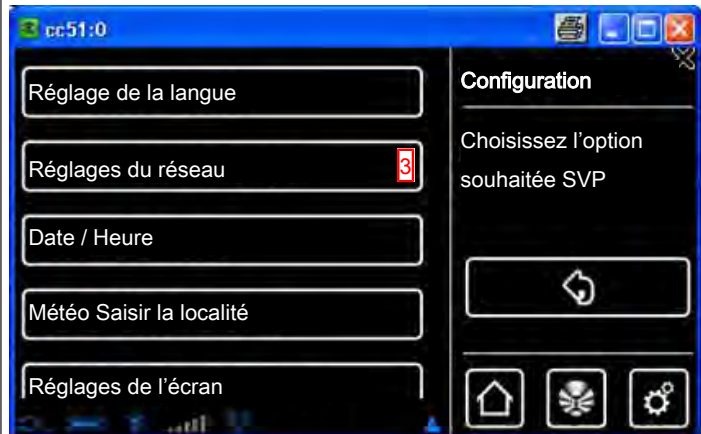 cc51:0
Réglage de la langue
Réglages du réseau 3
Date / Heure
Météo Saisir la localité
Réglages de l'écran
Configuration
Choisissez l'option
souhaitée SVP